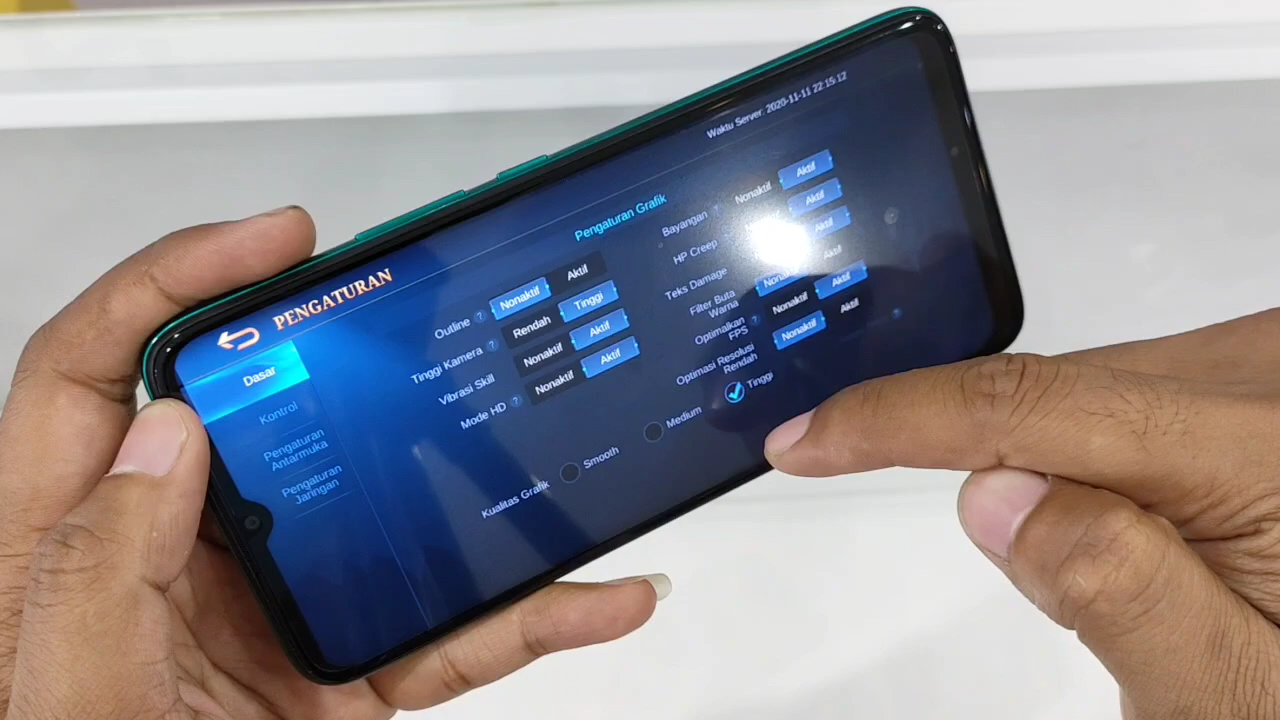 Waktu Server: 2020-11-11 22:15:12
PENGATURAN
Dasar
Kontrol
Pengaturan
Antarmuka
Pengaturan
Jaringan
Pengaturan Grafik
Outline ? Nonaktif Aktif
Tinggi Kamera ? Rendah Tinggi
Vibrasi Skill Nonaktif Aktif
Mode HD ? Nonaktif Aktif
Bayangan ? Nonaktif Aktif
HP Creep Aktif
Teks Damage Aktif
Filter Buta
Warna Aktif
Optimalkan
FPS ? Nonaktif Aktif
Optimasi Resolusi
Rendah Nonaktif Aktif
Kualitas Grafik Smooth Medium Tinggi